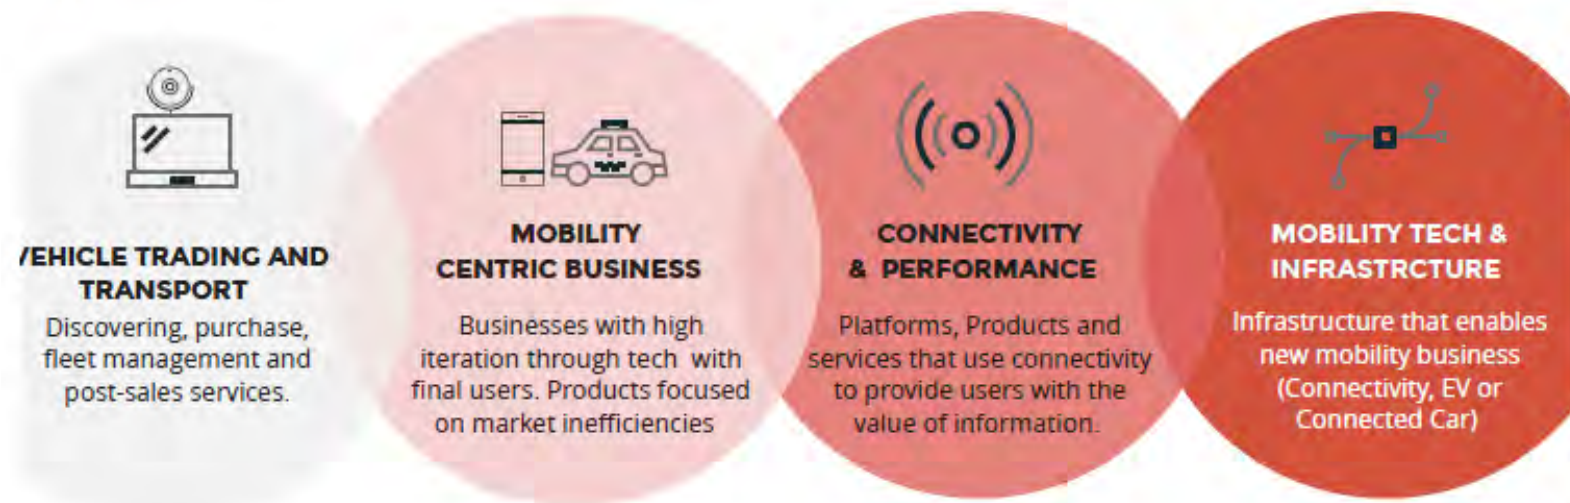 VEHICLE TRADING AND
TRANSPORT
Discovering, purchase,
fleet management and
post-sales services.
MOBILITY
CENTRIC BUSINESS
Businesses with high
iteration through tech with
final users. Products focused
on market inefficiencies
CONNECTIVITY
& PERFORMANCE
Platforms, Products and
services that use connectivity
to provide users with the
value of information.
MOBILITY TECH &
INFRASTRCTURE
Infrastructure that enables
new mobility business
(Connectivity, EV or
Connected Car)